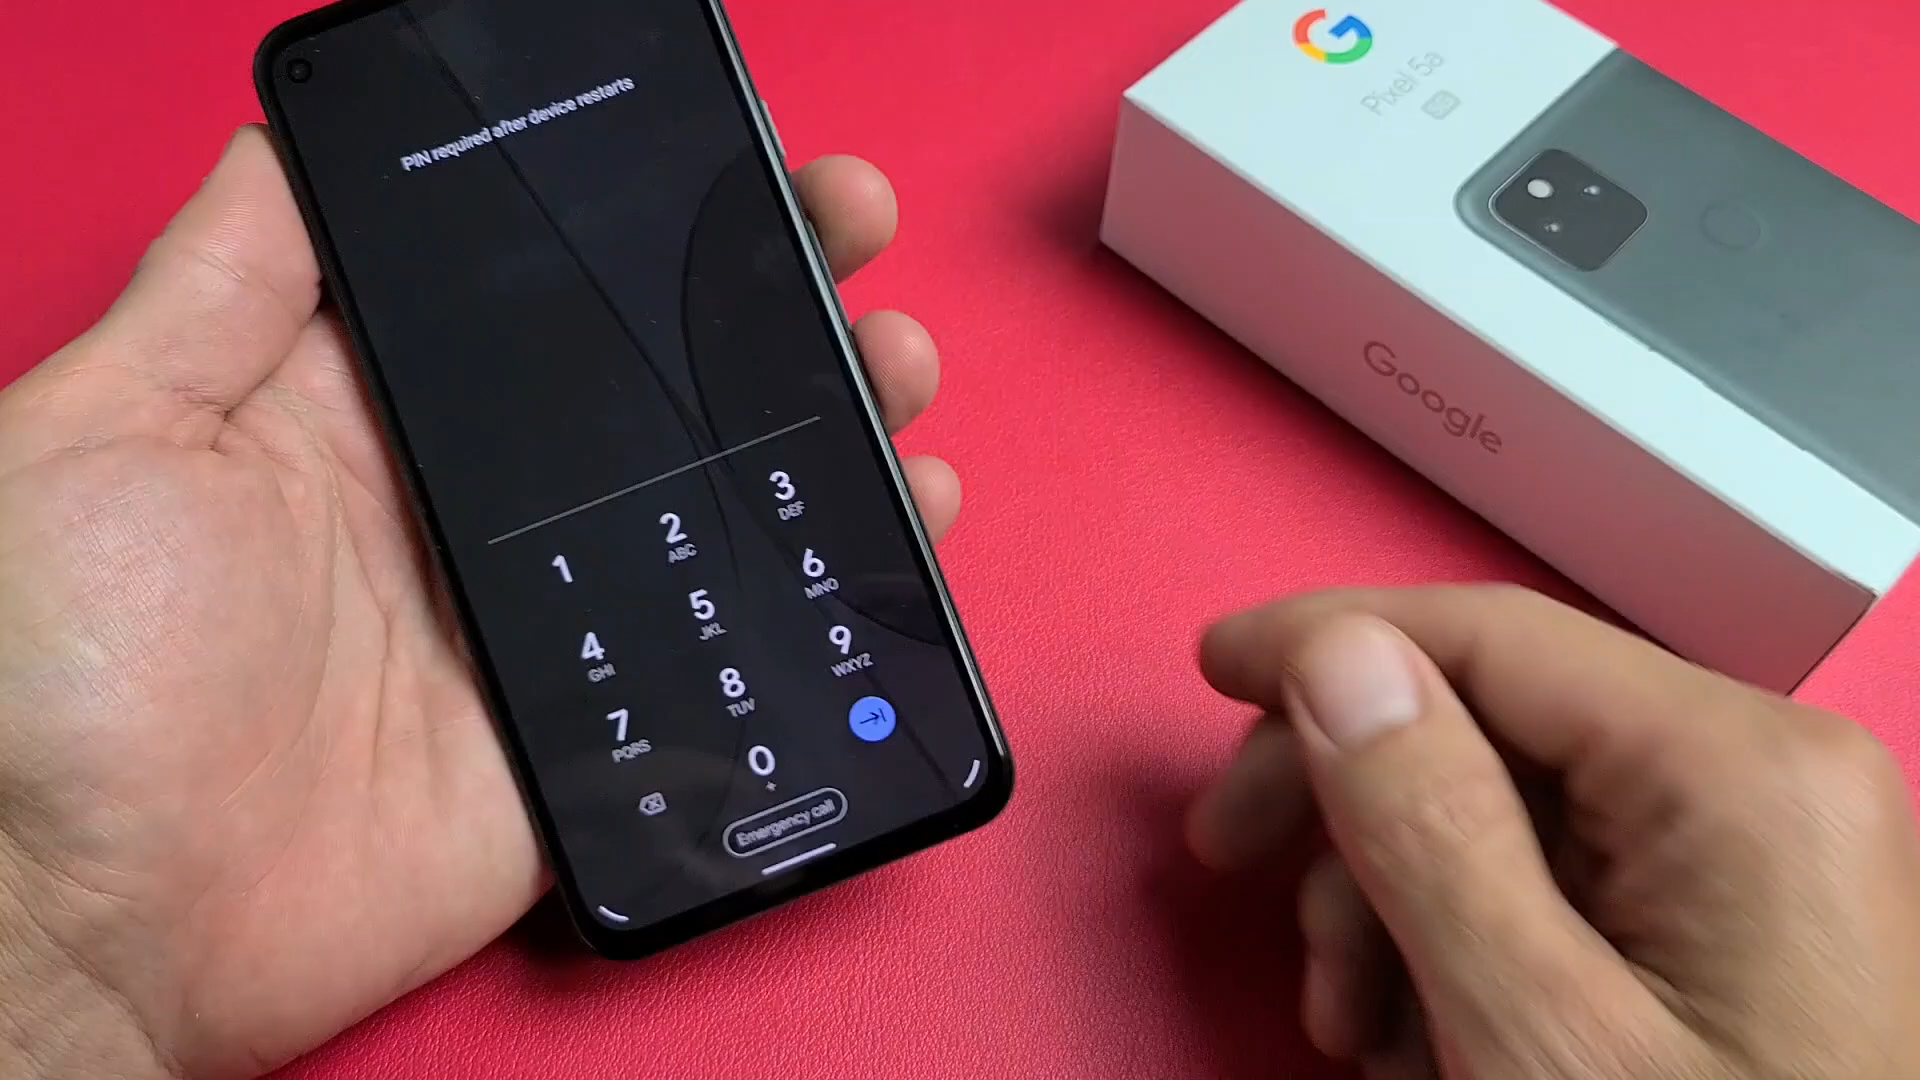 PIN required after device restarts
1
2
ABC
3
DEF
4
GHI
5
JKL
6
MNO
7
PQRS
8
TUV
9
WXYZ
0
+
Emergency call
G
Pixel 5a
5G
Google